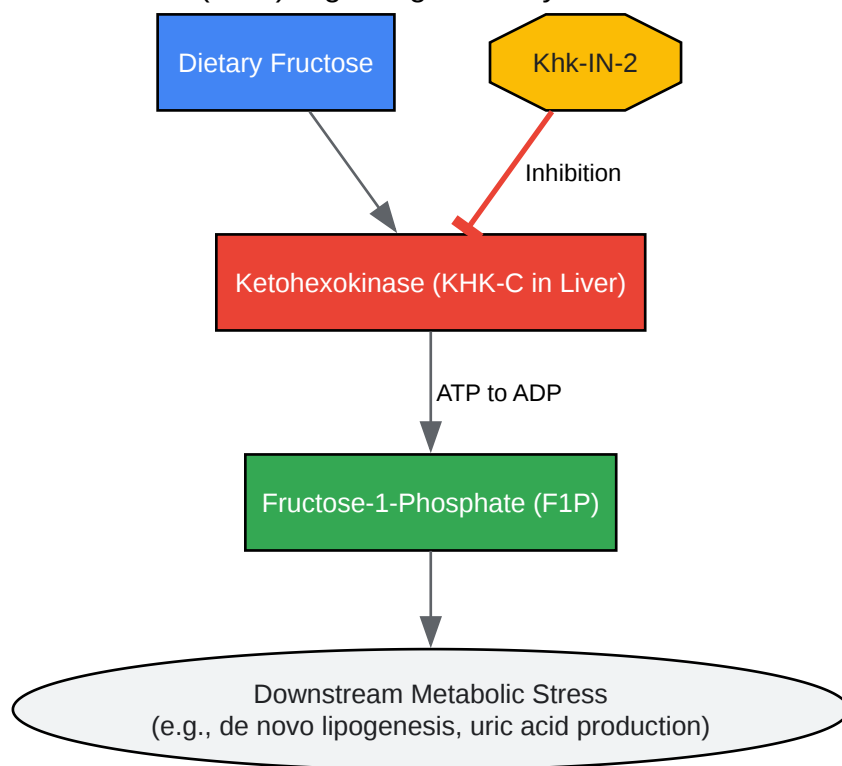 Dietary Fructose
Khk-IN-2
Inhibition
Ketohexokinase (KHK-C in Liver)
ATP to ADP
Fructose-1-Phosphate (F1P)
Downstream Metabolic Stress
(e.g., de novo lipogenesis, uric acid production)